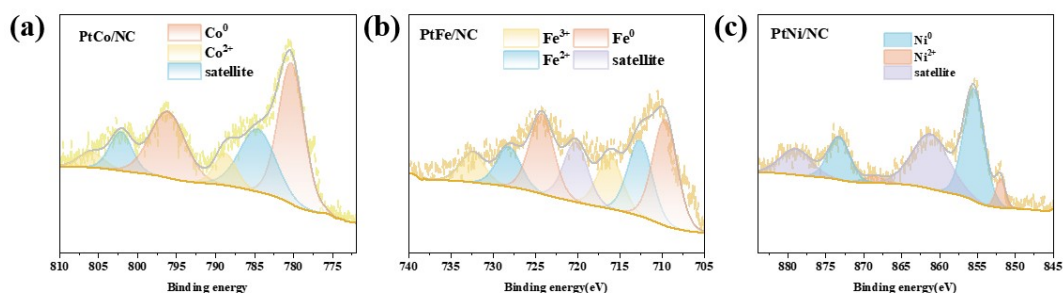 (a)
PtCo/NC
Co⁰
Co²⁺
satellite
810 805 800 795 790 785 780 775
Binding energy
(b)
PtFe/NC
Fe³⁺ Fe⁰
Fe²⁺ satellite
740 735 730 725 720 715 710 705
Binding energy(eV)
(c)
PtNi/NC
Ni⁰
Ni²⁺
satellite
880 875 870 865 860 855 850 845
Binding energy(eV)